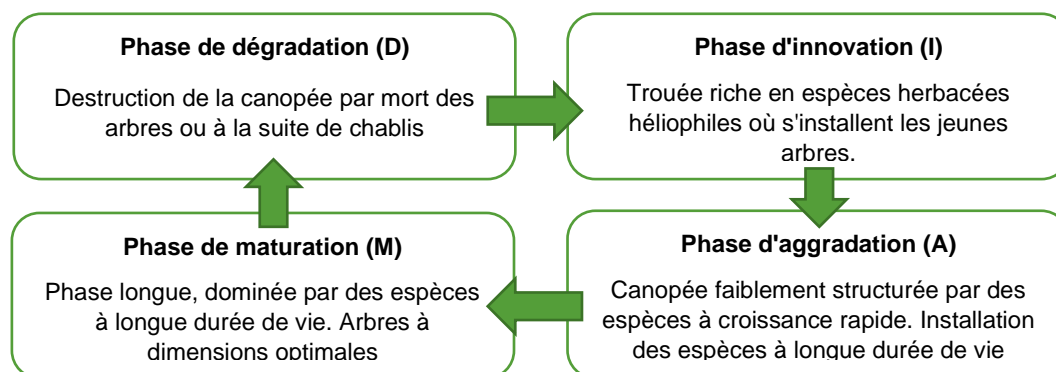 Phase de dégradation (D)
Destruction de la canopée par mort des
arbres ou à la suite de chablis
Phase d'innovation (I)
Trouée riche en espèces herbacées
héliophiles où s'installent les jeunes
arbres.
Phase de maturation (M)
Phase longue, dominée par des espèces
à longue durée de vie. Arbres à
dimensions optimales
Phase d'aggradation (A)
Canopée faiblement structurée par des
espèces à croissance rapide. Installation
des espèces à longue durée de vie